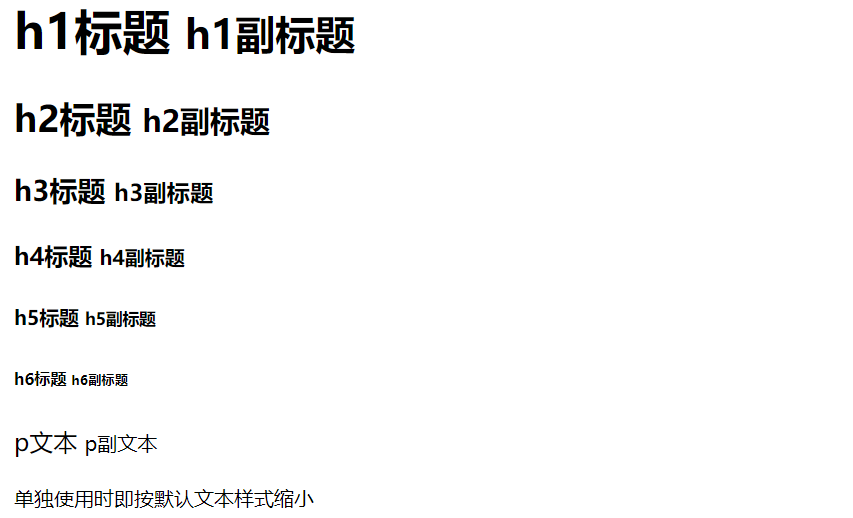 h1标题 h1副标题
h2标题 h2副标题
h3标题 h3副标题
h4标题 h4副标题
h5标题 h5副标题
h6标题 h6副标题
p文本 p副文本
单独使用时即按默认文本样式缩小